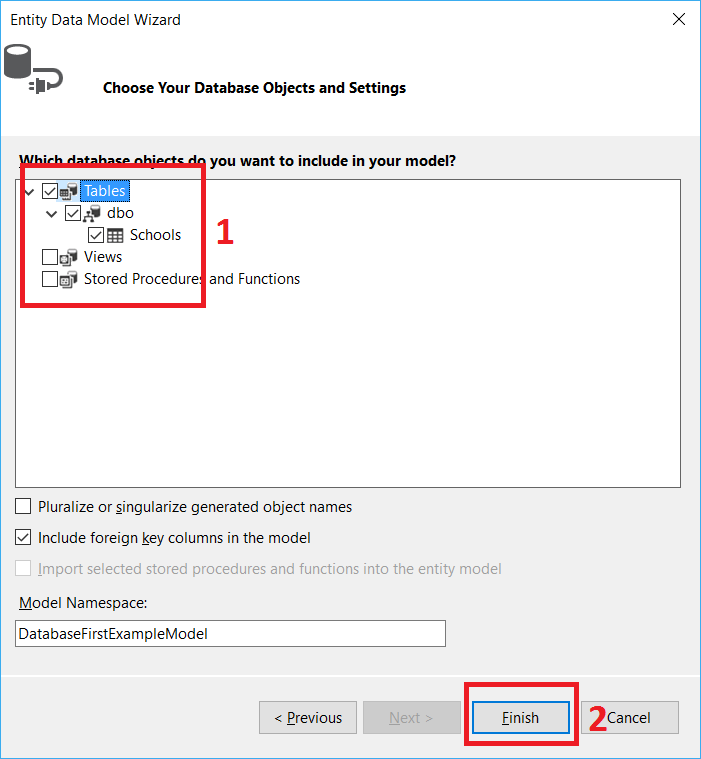 Entity Data Model Wizard
Choose Your Database Objects and Settings
Which database objects do you want to include in your model?
Tables
dbo
Schools
1
Views
Stored Procedures and Functions
Pluralize or singularize generated object names
Include foreign key columns in the model
Import selected stored procedures and functions into the entity model
Model Namespace:
DatabaseFirstExampleModel
< Previous
Next >
Finish
2
Cancel